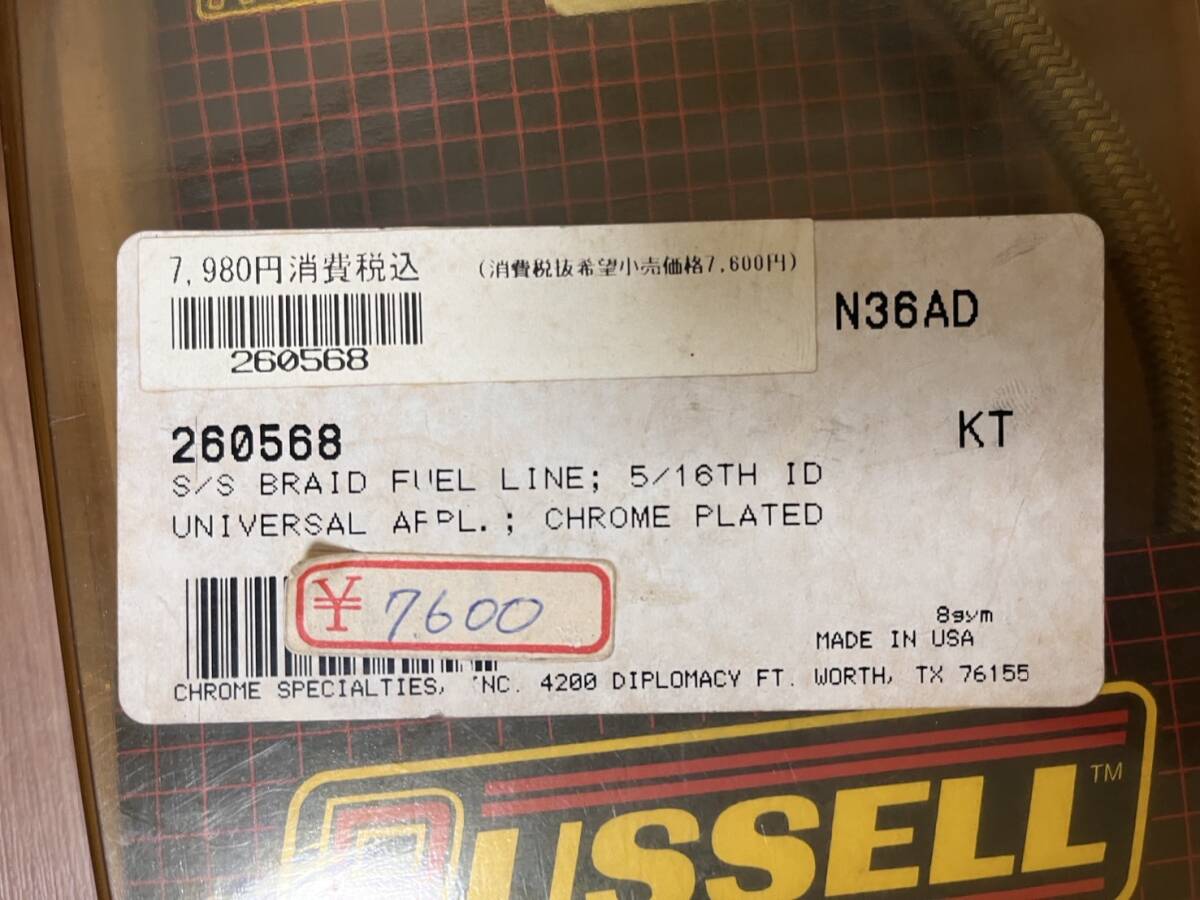 7,980円消費税込 (消費税抜希望小売価格7,600円)
260568
N36AD
260568
KT
S/S BRAID FUEL LINE; 5/16TH ID
UNIVERSAL APPL.; CHROME PLATED
¥ 7600
8gym
MADE IN USA
CHROME SPECIALTIES, INC. 4200 DIPLOMACY FT. WORTH, TX 76155
RUSSELL™